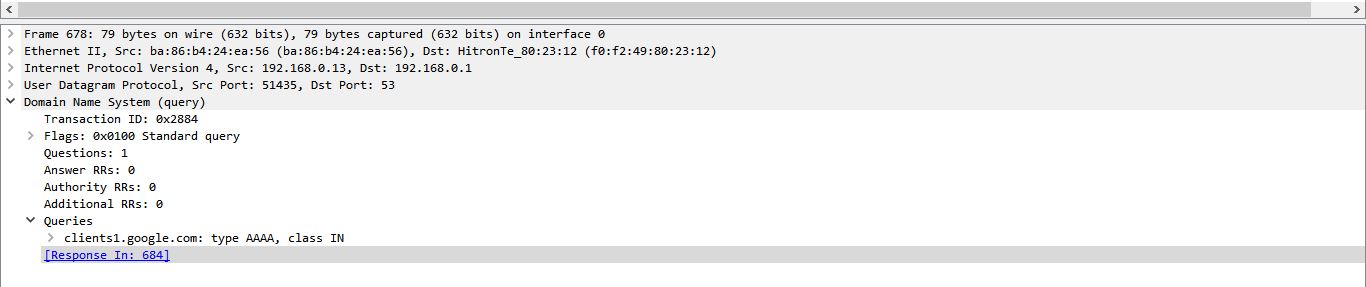 Frame 678: 79 bytes on wire (632 bits), 79 bytes captured (632 bits) on interface 0
Ethernet II, Src: ba:86:b4:24:ea:56 (ba:86:b4:24:ea:56), Dst: HitronTe_80:23:12 (f0:f2:49:80:23:12)
Internet Protocol Version 4, Src: 192.168.0.13, Dst: 192.168.0.1
User Datagram Protocol, Src Port: 51435, Dst Port: 53
Domain Name System (query)
Transaction ID: 0x2884
Flags: 0x0100 Standard query
Questions: 1
Answer RRs: 0
Authority RRs: 0
Additional RRs: 0
Queries
clients1.google.com: type AAAA, class IN
[Response In: 684]